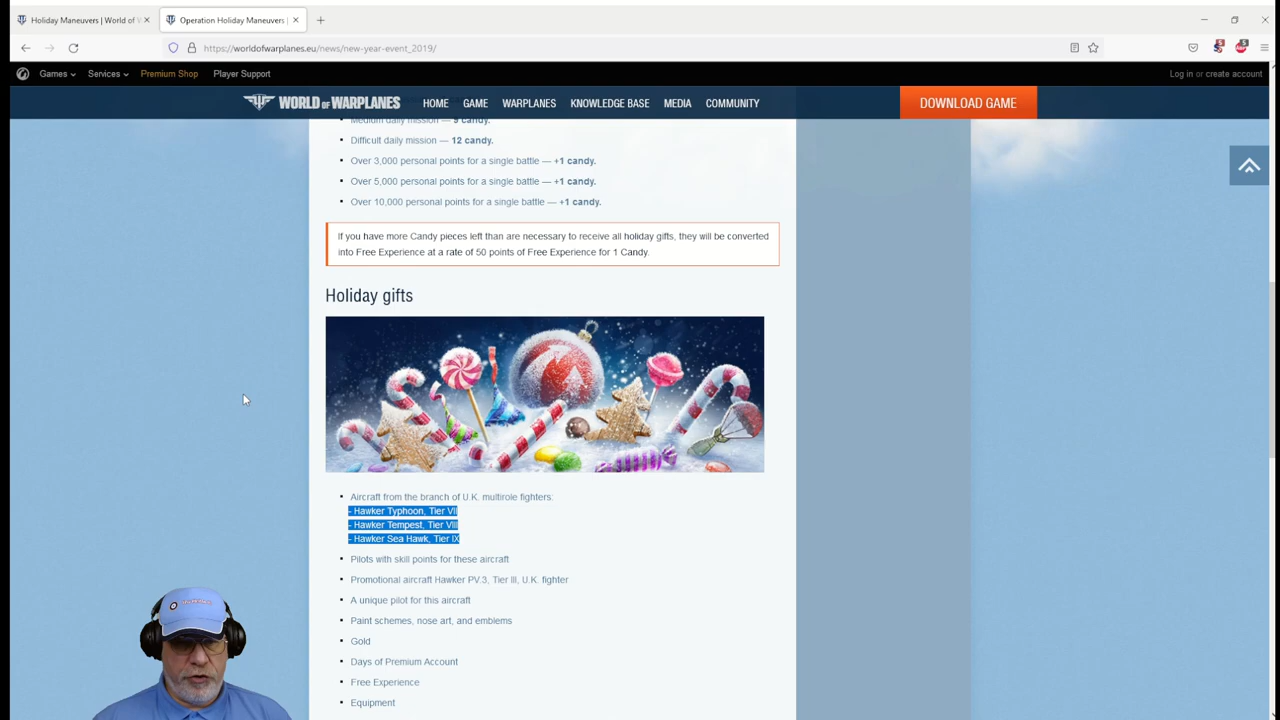 Holiday Maneuvers | World of W
Operation Holiday Maneuvers |
https://worldofwarplanes.eu/news/new-year-event_2019/
5
5
Games
Services
Premium Shop
Player Support
Log in or create account
WORLD OF WARPLANES
HOME
GAME
WARPLANES
KNOWLEDGE BASE
MEDIA
COMMUNITY
DOWNLOAD GAME
Medium daily mission — 9 candy.
Difficult daily mission — 12 candy.
Over 3,000 personal points for a single battle — +1 candy.
Over 5,000 personal points for a single battle — +1 candy.
Over 10,000 personal points for a single battle — +1 candy.
If you have more Candy pieces left than are necessary to receive all holiday gifts, they will be converted
into Free Experience at a rate of 50 points of Free Experience for 1 Candy.
Holiday gifts
Aircraft from the branch of U.K. multirole fighters:
- Hawker Typhoon, Tier VII
- Hawker Tempest, Tier VIII
- Hawker Sea Hawk, Tier IX
Pilots with skill points for these aircraft
Promotional aircraft Hawker PV.3, Tier III, U.K. fighter
A unique pilot for this aircraft
Paint schemes, nose art, and emblems
Gold
Days of Premium Account
Free Experience
Equipment